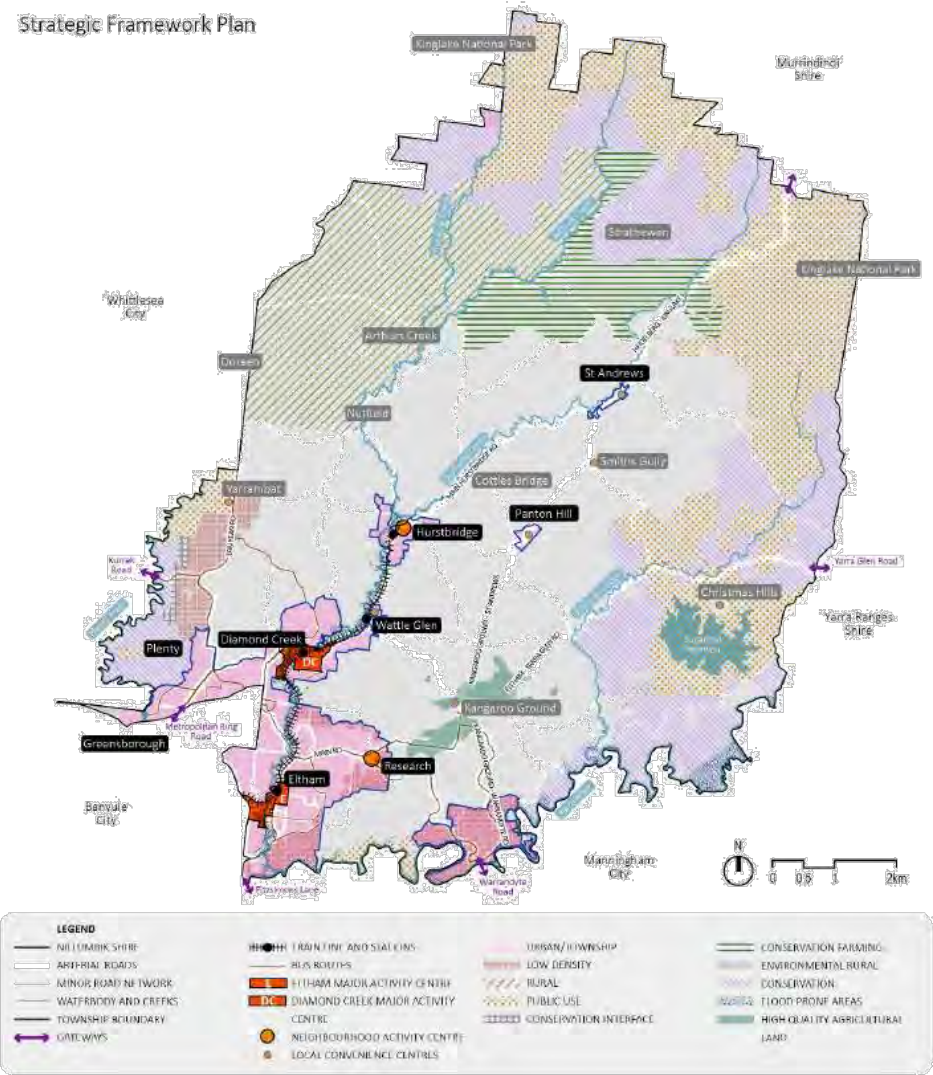 Strategic Framework Plan
Kinglake National Park
Murrindindi
Shire
Strathewen
Kinglake National Park
Whittlesea
City
Arthurs Creek
Doreen
St Andrews
Nutfield
Smiths Gully
Cottles Bridge
Yarrambat
Panton Hill
Hurstbridge
Kurrak
Road
Yarra Glen Road
Christmas Hills
Wattle Glen
Yarra Ranges
Shire
Diamond Creek
Plenty
DC
Kangaroo Ground
Metropolitan Ring
Road
Greensborough
MAIN RD
Research
Eltham
E
Banyule
City
Manningham
City
N
0 0.5 1 2km
Fitzsimons Lane
Warrandyte
Road
LEGEND
NILLUMBIK SHIRE
ARTERIAL ROADS
MINOR ROAD NETWORK
WATERBODY AND CREEKS
TOWNSHIP BOUNDARY
GATEWAYS
TRAIN LINE AND STATIONS
BUS ROUTES
E ELTHAM MAJOR ACTIVITY CENTRE
DC DIAMOND CREEK MAJOR ACTIVITY
CENTRE
NEIGHBOURHOOD ACTIVITY CENTRE
LOCAL CONVENIENCE CENTRES
URBAN/TOWNSHIP
LOW DENSITY
RURAL
PUBLIC USE
CONSERVATION INTERFACE
CONSERVATION FARMING
ENVIRONMENTAL RURAL
CONSERVATION
FLOOD PRONE AREAS
HIGH QUALITY AGRICULTURAL
LAND